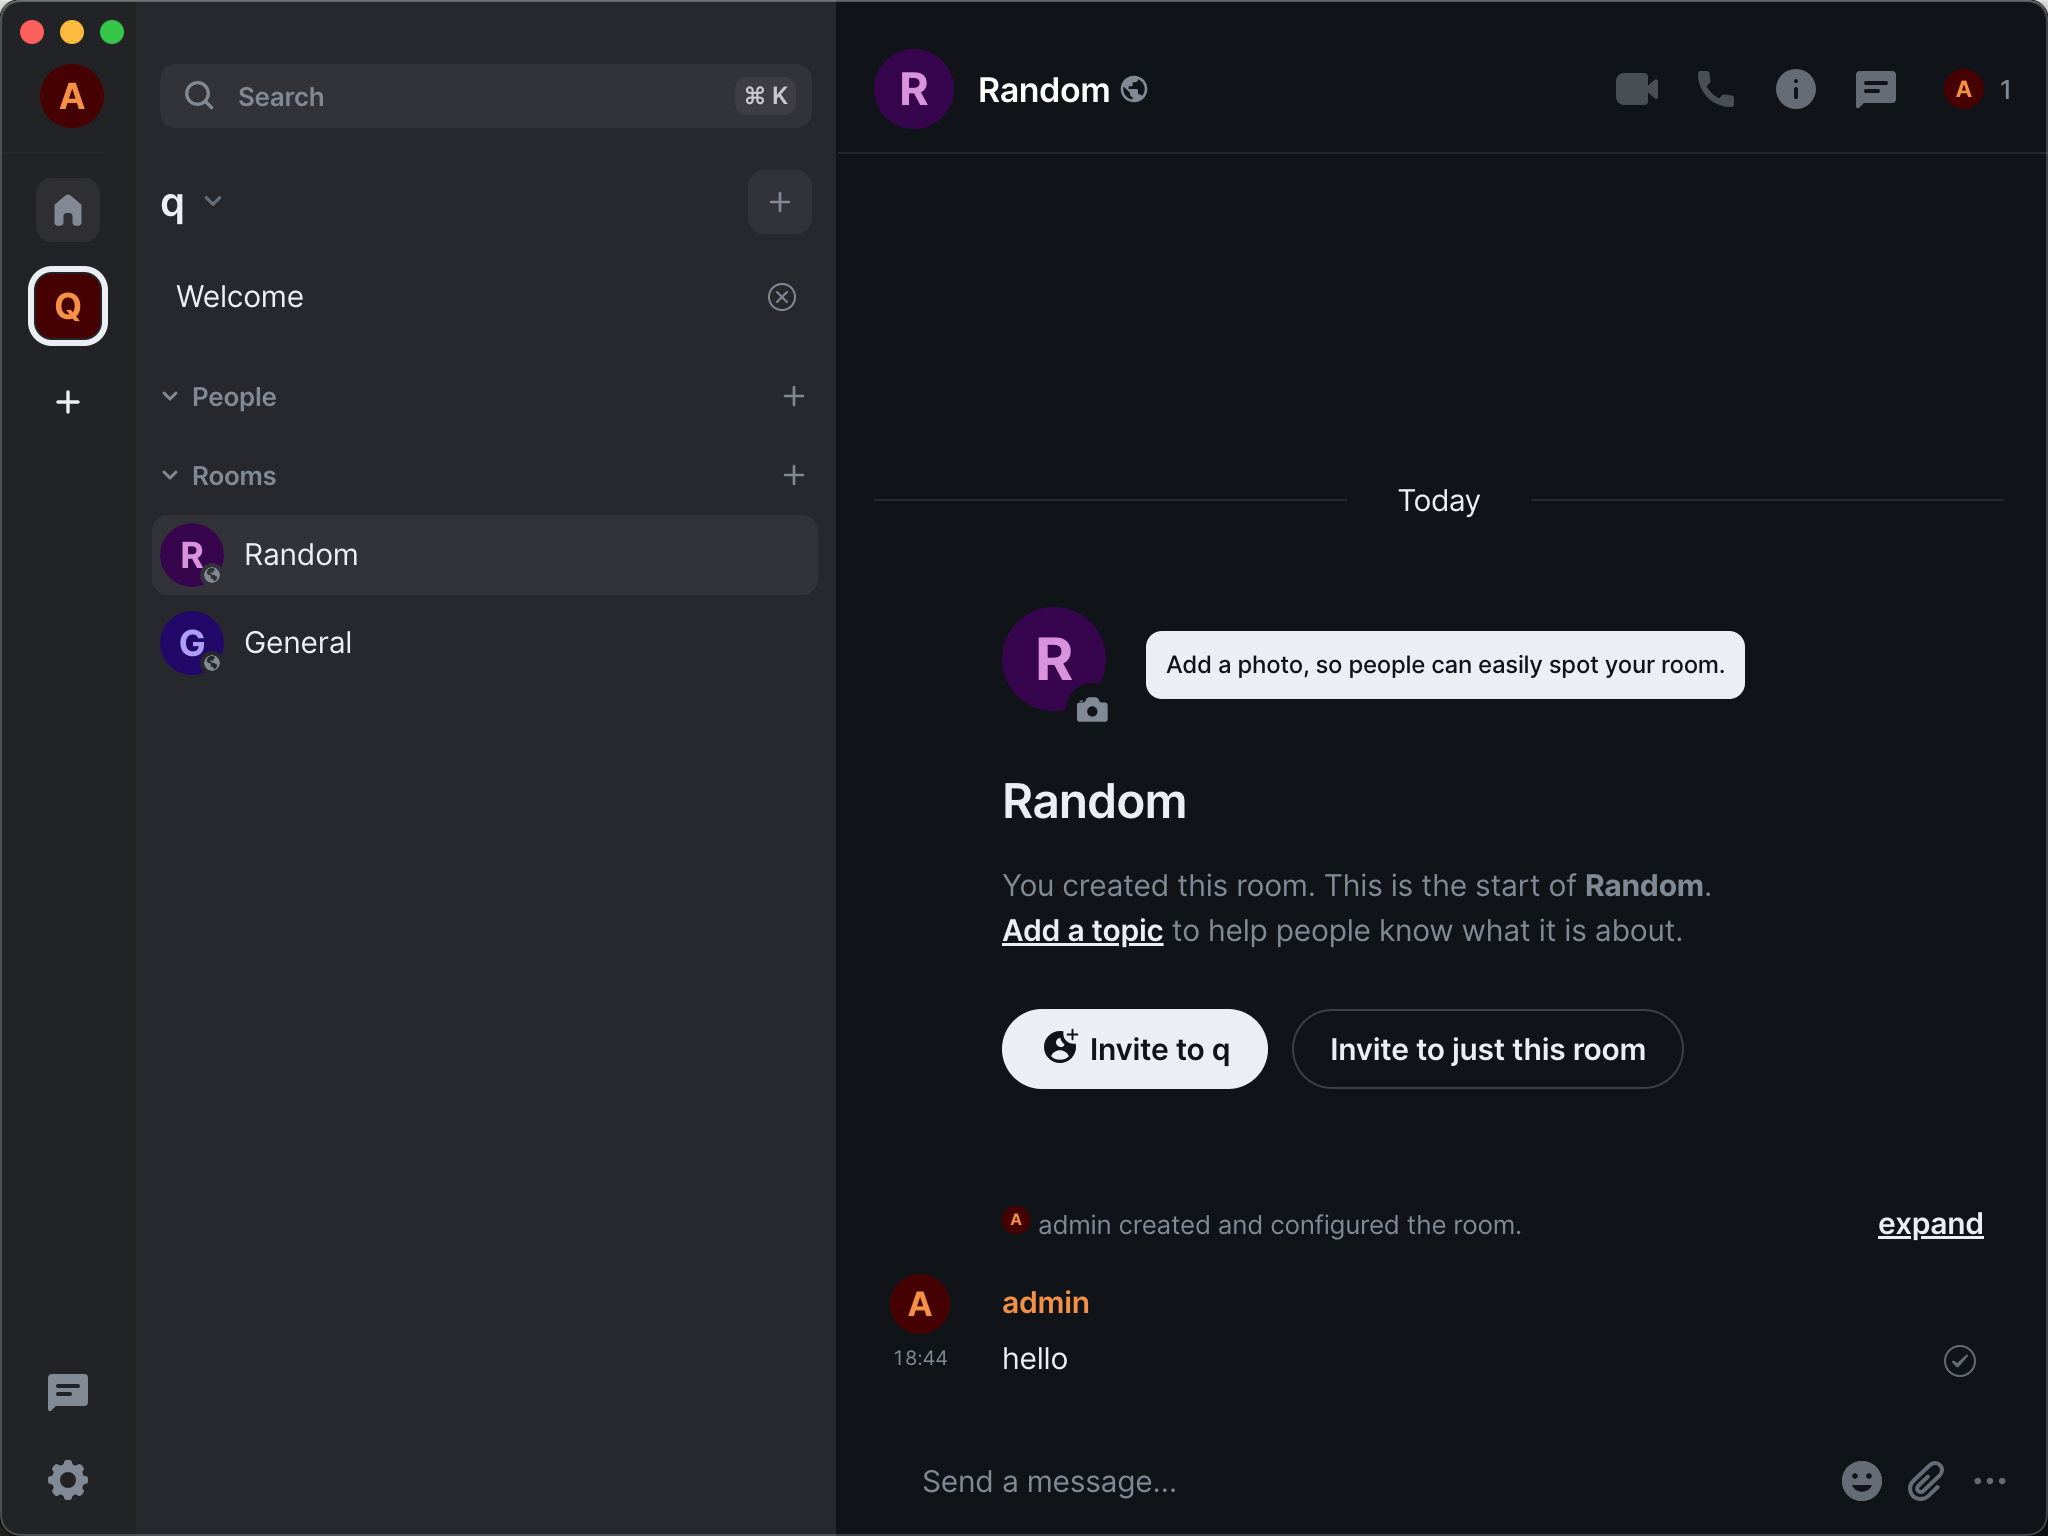 A
Search
⌘ K
q
Q
Welcome
People
Rooms
R
Random
G
General
R
Random
A
1
Today
R
Add a photo, so people can easily spot your room.
Random
You created this room. This is the start of Random.
Add a topic to help people know what it is about.
Invite to q
Invite to just this room
A
admin created and configured the room.
expand
A
admin
18:44
hello
Send a message...